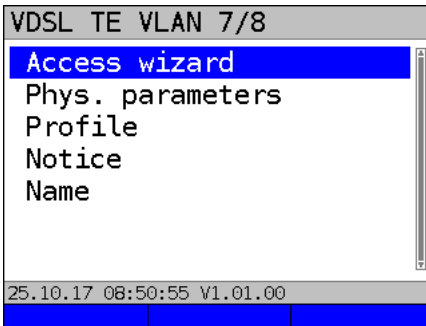 VDSL TE VLAN 7/8
Access wizard
Phys. parameters
Profile
Notice
Name
25.10.17 08:50:55 V1.01.00